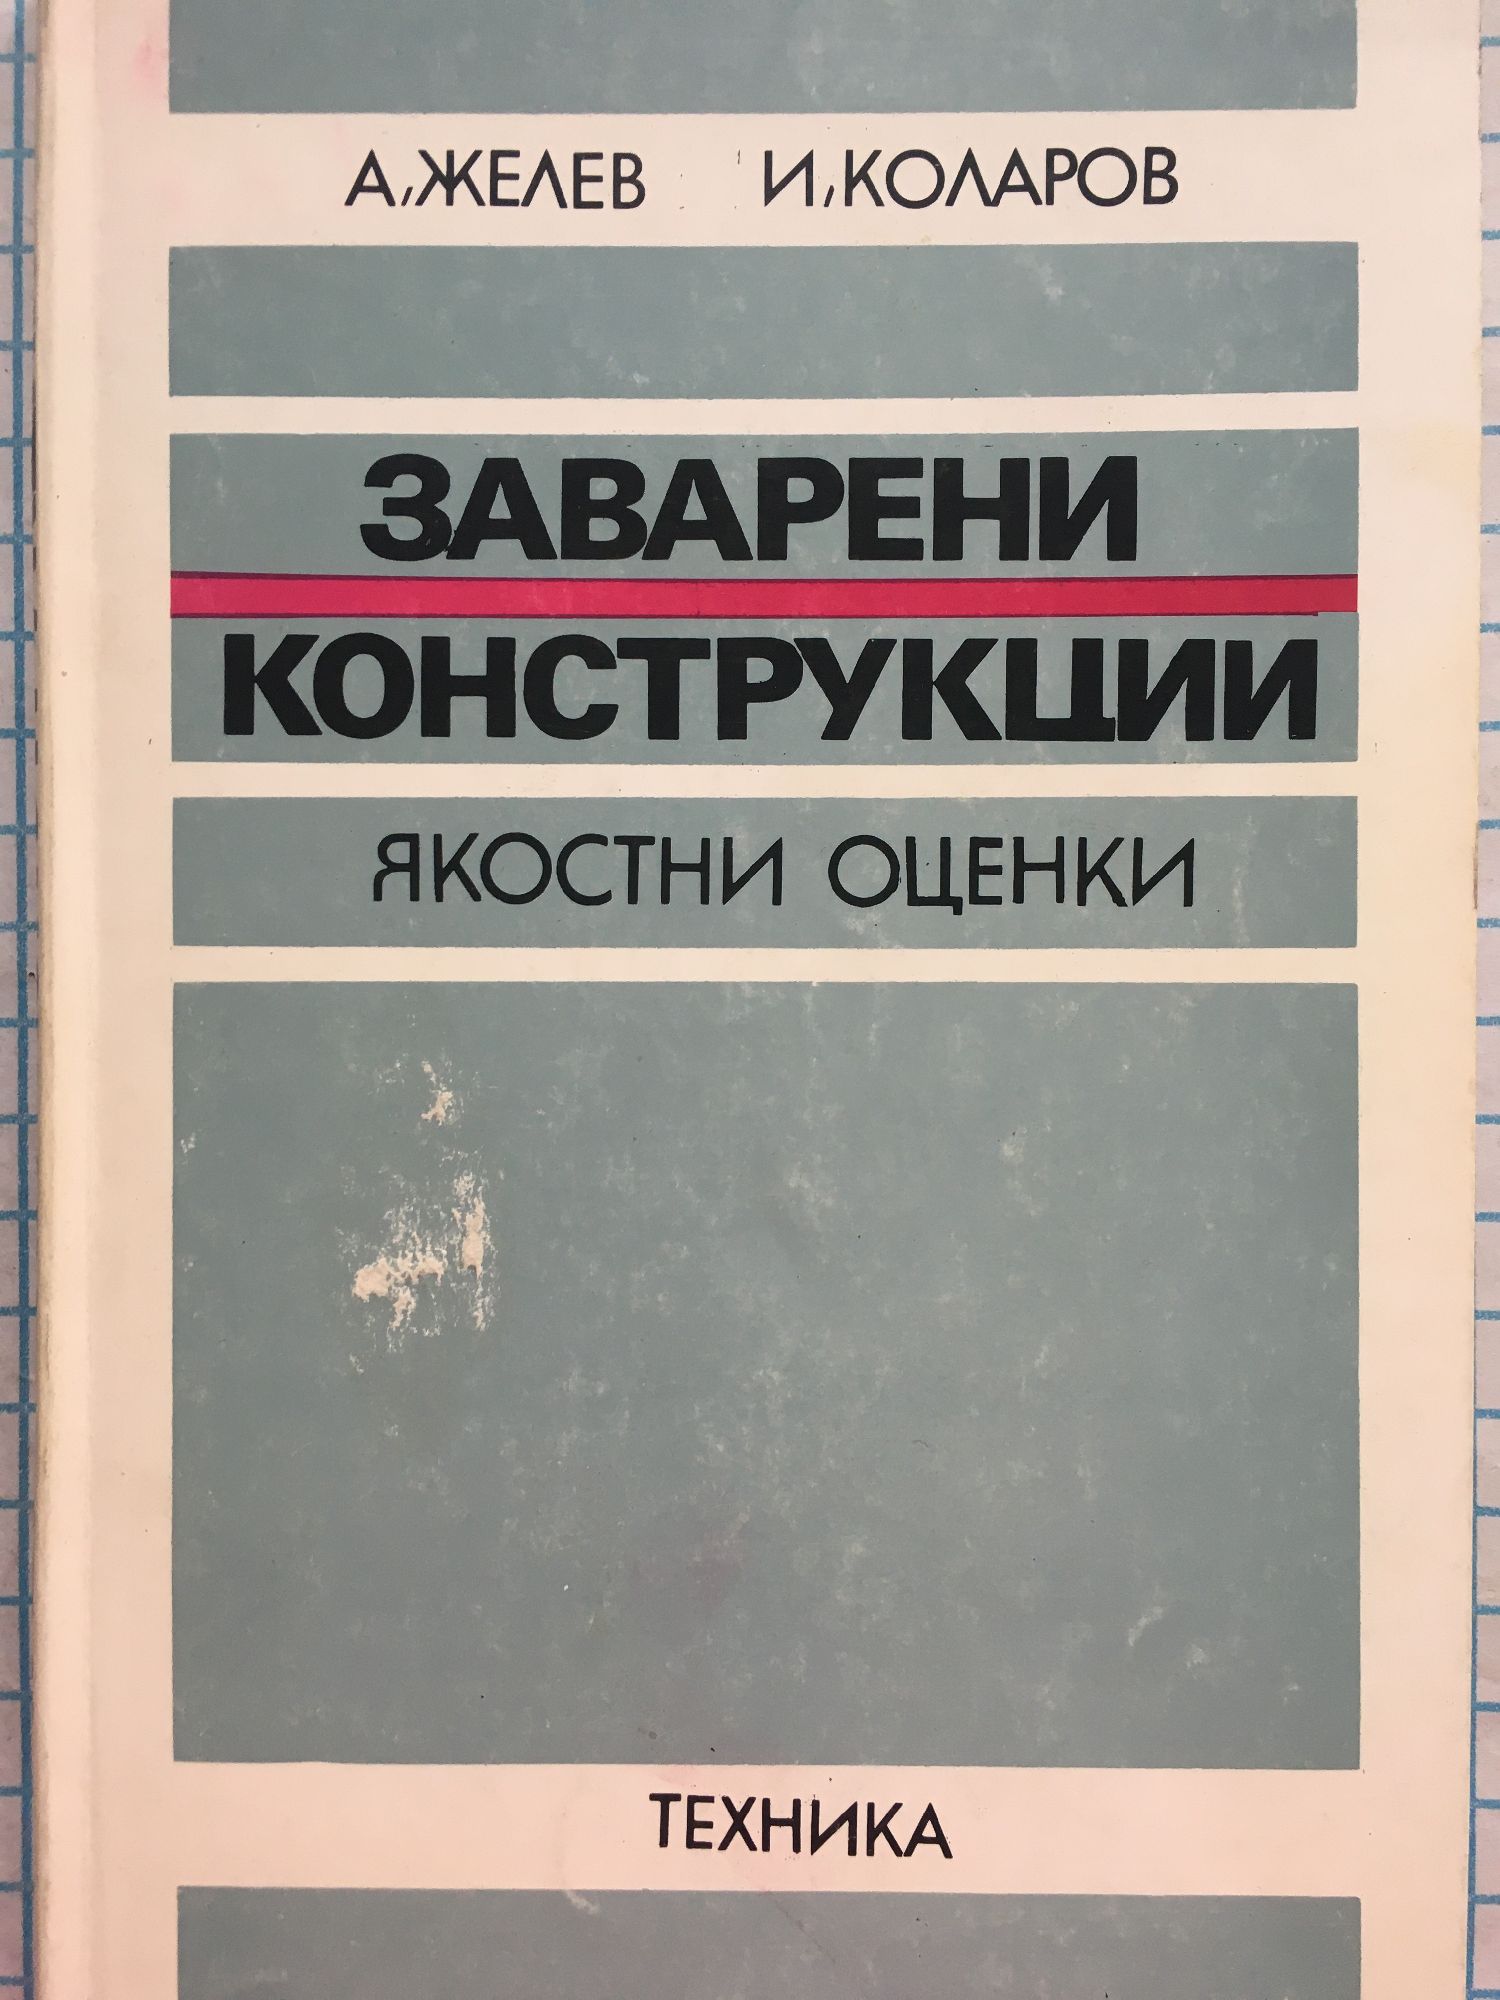 А. ЖЕЛЕВ И. КОЛАРОВ
ЗАВАРЕНИ
КОНСТРУКЦИИ
ЯКОСТНИ ОЦЕНКИ
ТЕХНИКА